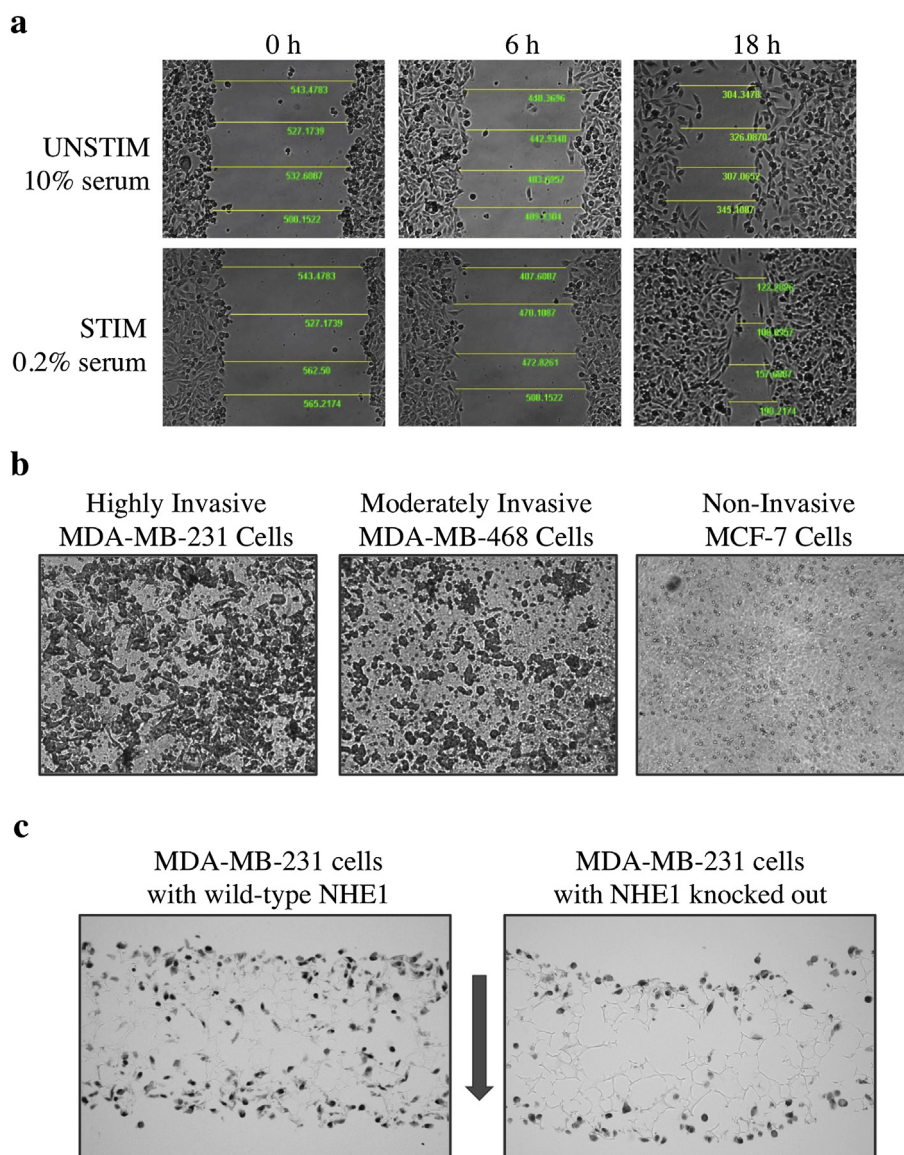 a
0 h
6 h
18 h
UNSTIM
10% serum
543.4783
527.1739
532.6087
508.1522
442.9348
304.3478
326.0870
307.0652
345.1087
STIM
0.2% serum
543.4783
527.1739
562.50
565.2174
470.1087
472.8261
508.1522
157.6087
190.2174
b
Highly Invasive
MDA-MB-231 Cells
Moderately Invasive
MDA-MB-468 Cells
Non-Invasive
MCF-7 Cells
c
MDA-MB-231 cells
with wild-type NHE1
MDA-MB-231 cells
with NHE1 knocked out